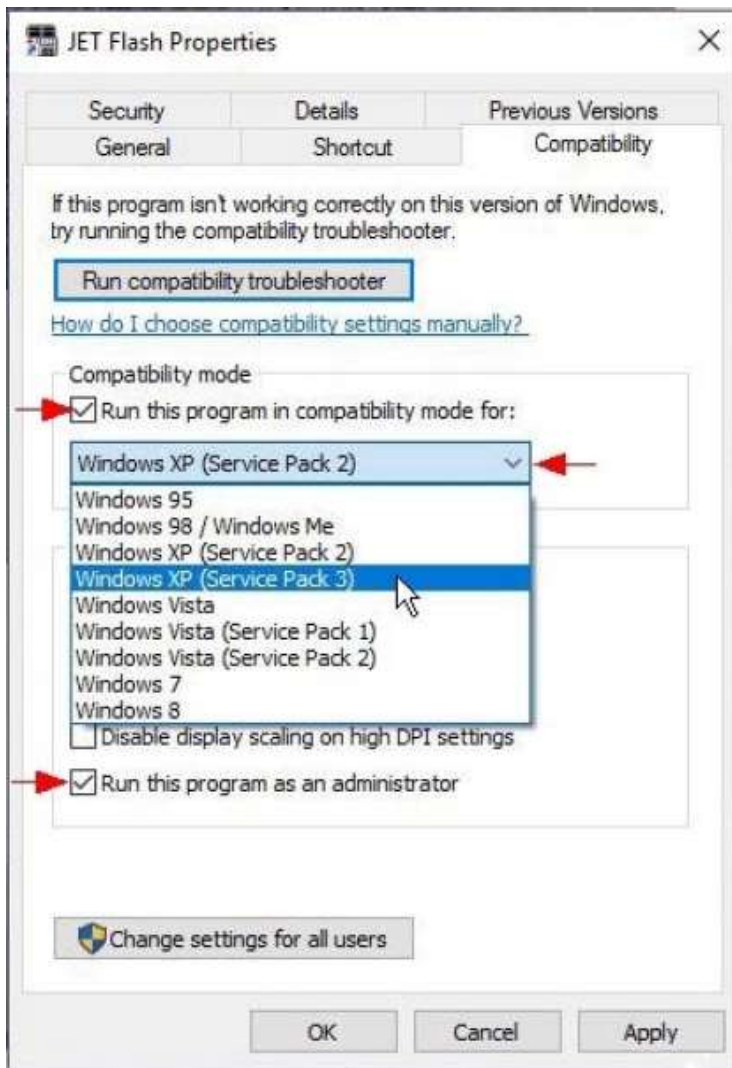 JET Flash Properties
Security Details Previous Versions
General Shortcut Compatibility
If this program isn't working correctly on this version of Windows,
try running the compatibility troubleshooter.
Run compatibility troubleshooter
How do I choose compatibility settings manually?
Compatibility mode
Run this program in compatibility mode for:
Windows XP (Service Pack 2)
Windows 95
Windows 98 / Windows Me
Windows XP (Service Pack 2)
Windows XP (Service Pack 3)
Windows Vista
Windows Vista (Service Pack 1)
Windows Vista (Service Pack 2)
Windows 7
Windows 8
Disable display scaling on high DPI settings
Run this program as an administrator
Change settings for all users
OK Cancel Apply